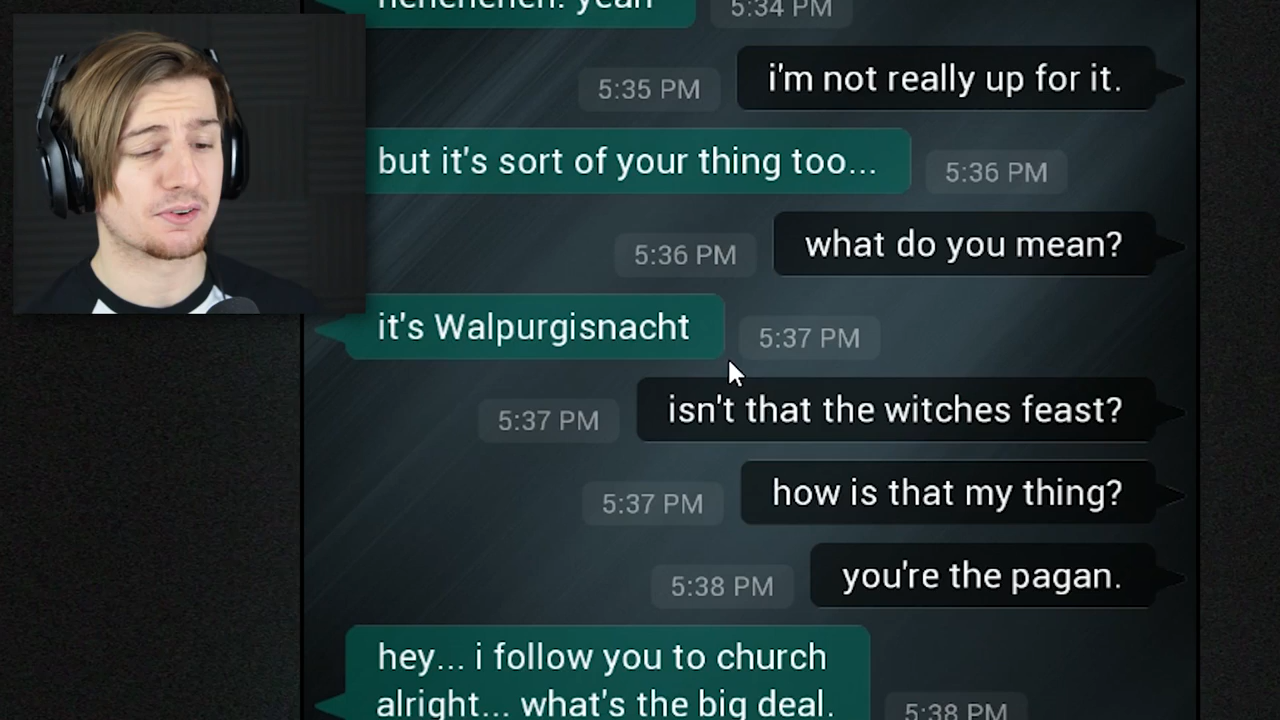 hehehehen! yeah
5:34 PM
5:35 PM
i'm not really up for it.
but it's sort of your thing too...
5:36 PM
5:36 PM
what do you mean?
it's Walpurgisnacht
5:37 PM
5:37 PM
isn't that the witches feast?
5:37 PM
how is that my thing?
5:38 PM
you're the pagan.
hey... i follow you to church
alright... what's the big deal.
5:38 PM